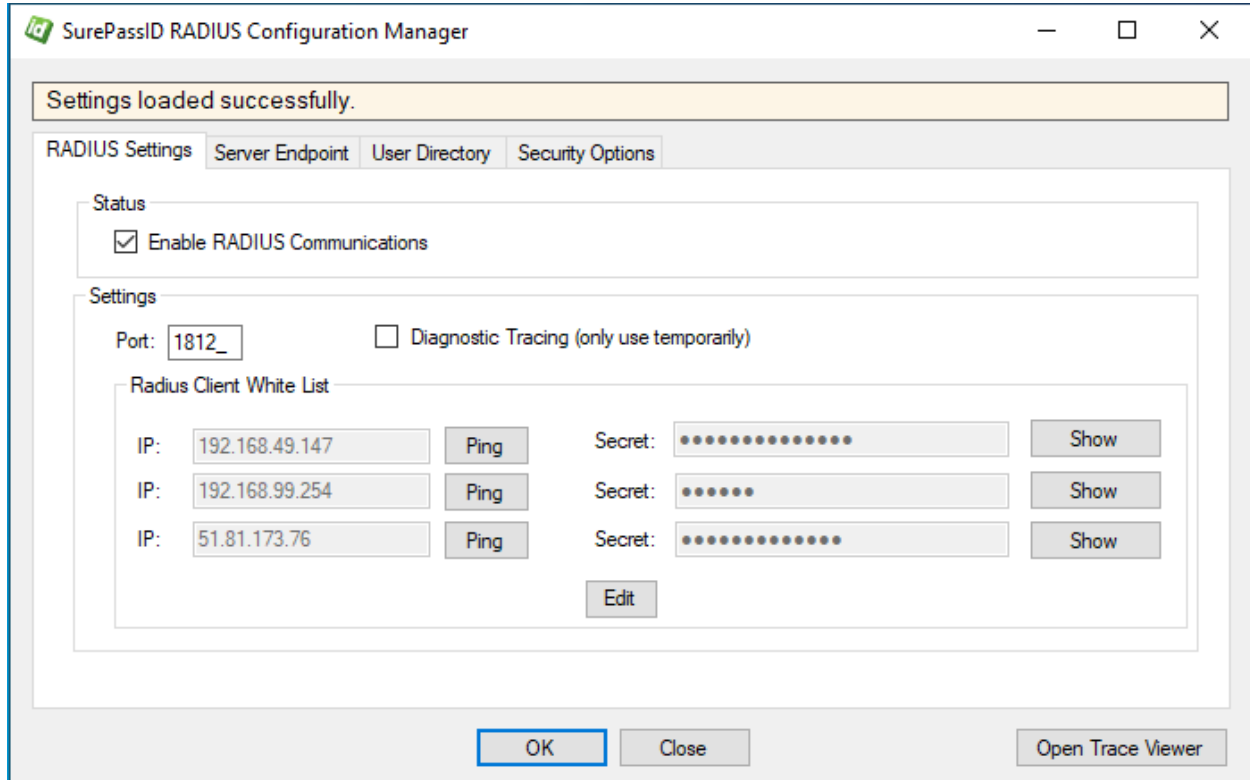 id SurePassID RADIUS Configuration Manager
Settings loaded successfully.
RADIUS Settings Server Endpoint User Directory Security Options
Status
Enable RADIUS Communications
Settings
Port: 1812_ Diagnostic Tracing (only use temporarily)
Radius Client White List
IP: 192.168.49.147 Ping Secret: ●●●●●●●●●●●●●● Show
IP: 192.168.99.254 Ping Secret: ●●●●●● Show
IP: 51.81.173.76 Ping Secret: ●●●●●●●●●●●●● Show
Edit
OK Close Open Trace Viewer